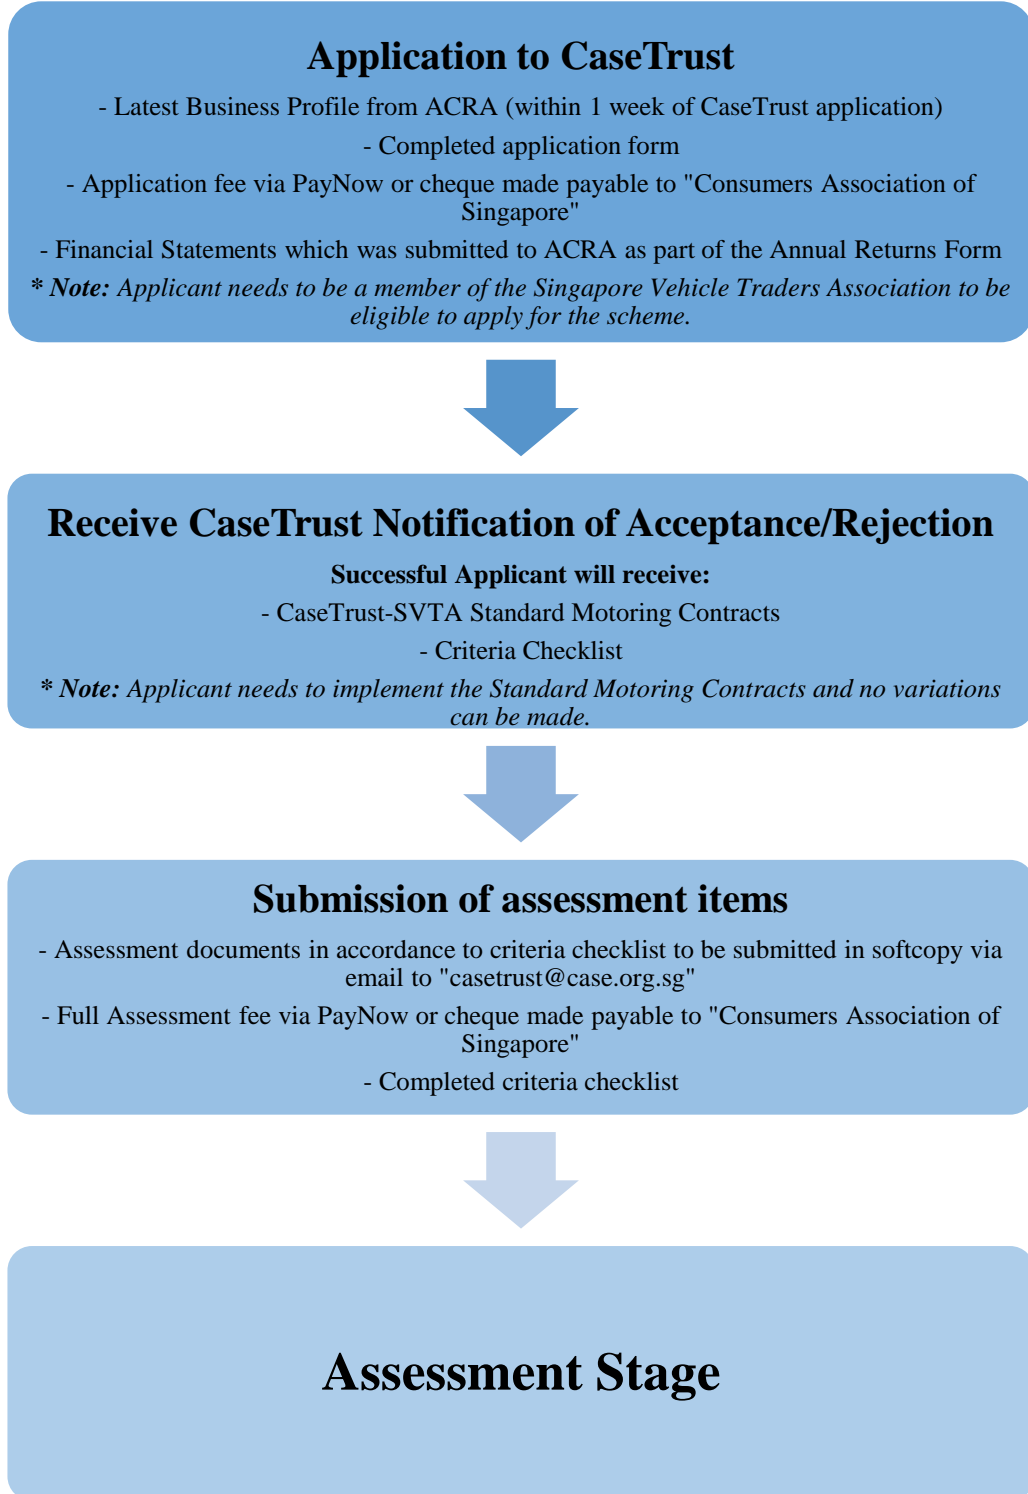 Application to CaseTrust
- Latest Business Profile from ACRA (within 1 week of CaseTrust application)
- Completed application form
- Application fee via PayNow or cheque made payable to "Consumers Association of
Singapore"
- Financial Statements which was submitted to ACRA as part of the Annual Returns Form
* Note: Applicant needs to be a member of the Singapore Vehicle Traders Association to be
eligible to apply for the scheme.
Receive CaseTrust Notification of Acceptance/Rejection
Successful Applicant will receive:
- CaseTrust-SVTA Standard Motoring Contracts
- Criteria Checklist
* Note: Applicant needs to implement the Standard Motoring Contracts and no variations
can be made.
Submission of assessment items
- Assessment documents in accordance to criteria checklist to be submitted in softcopy via
email to "casetrust@case.org.sg"
- Full Assessment fee via PayNow or cheque made payable to "Consumers Association of
Singapore"
- Completed criteria checklist
Assessment Stage